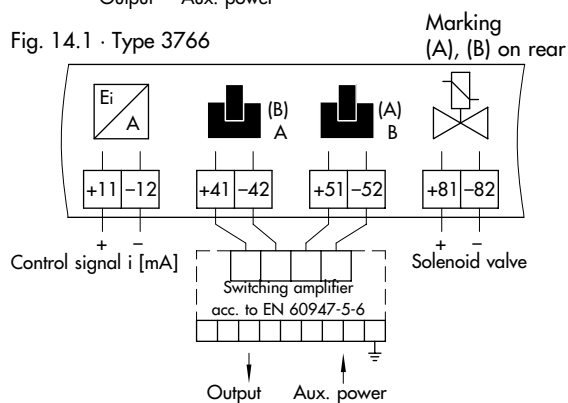 Output Aux. power
Fig. 14.1 · Type 3766
Marking
(A), (B) on rear
Ei
A
(B)
A
(A)
B
+11 –12 +41 –42 +51 –52 +81 –82
+ – + –
Control signal i [mA] Solenoid valve
Switching amplifier
acc. to EN 60947-5-6
Output Aux. power